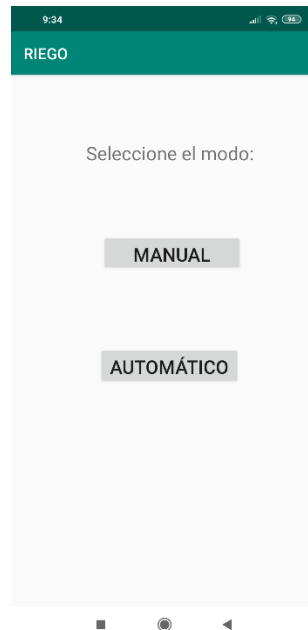 9:34 94
RIEGO
Seleccione el modo:
MANUAL
AUTOMÁTICO